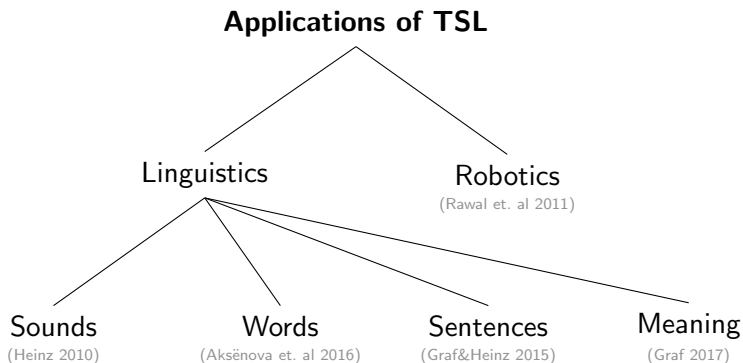 Applications of TSL
Linguistics
Robotics
(Rawal et. al 2011)
Sounds
(Heinz 2010)
Words
(Aksënova et. al 2016)
Sentences
(Graf&Heinz 2015)
Meaning
(Graf 2017)